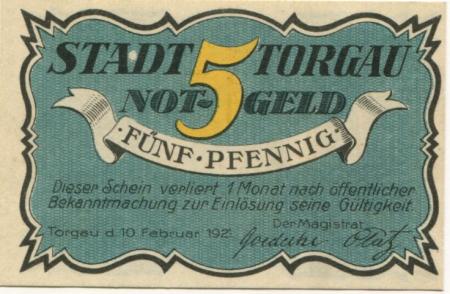 STADT 5 TORGAU
NOT-GELD
·FÜNF·PFENNIG·
Dieser Schein verliert 1 Monat nach öffentlicher
Bekanntmachung zur Einlösung seine Gültigkeit.
Der Magistrat
Torgau d. 10 Februar